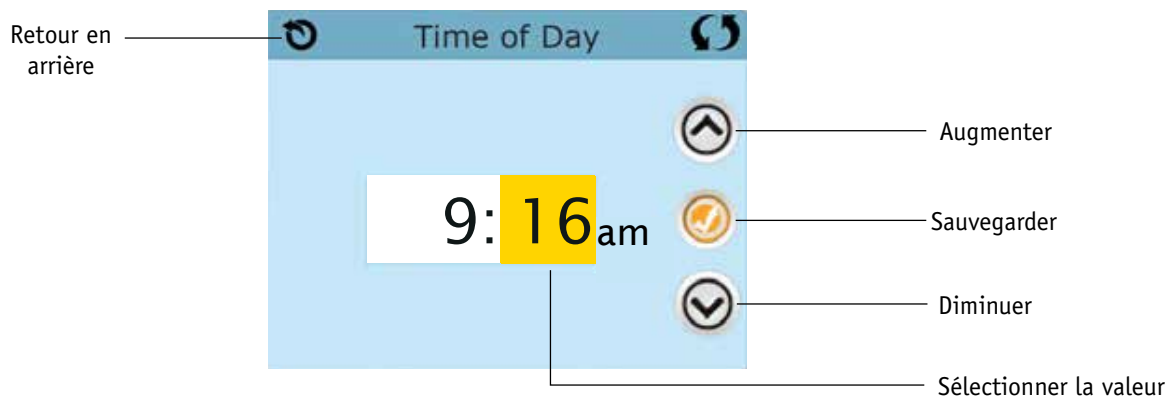 Retour en
arrière
Time of Day
Augmenter
9: 16am
Sauvegarder
Diminuer
Sélectionner la valeur